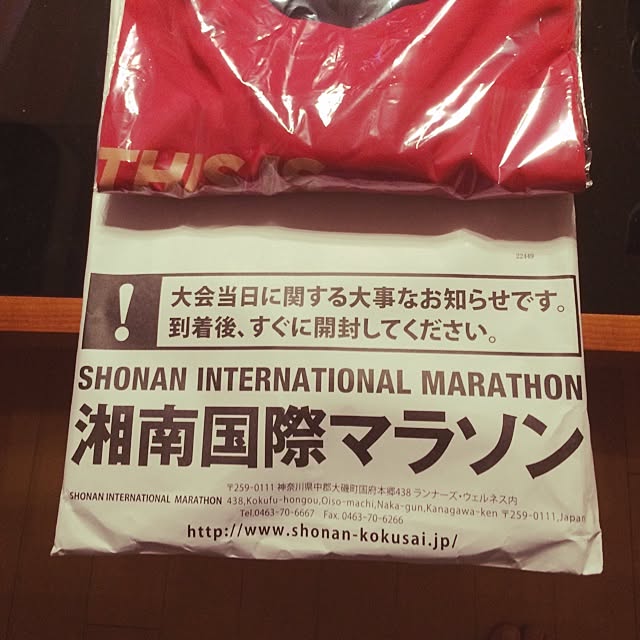 THIS IS
22449
! 大会当日に関する大事なお知らせです。
到着後、すぐに開封してください。
SHONAN INTERNATIONAL MARATHON
湘南国際マラソン
〒259-0111 神奈川県中郡大磯町国府本郷438 ランナーズ・ウェルネス内
SHONAN INTERNATIONAL MARATHON 438,Kokufu-hongou,Oiso-machi,Naka-gun,Kanagawa-ken 〒259-0111,Japan
Tel.0463-70-6667 Fax.0463-70-6266
http://www.shonan-kokusai.jp/